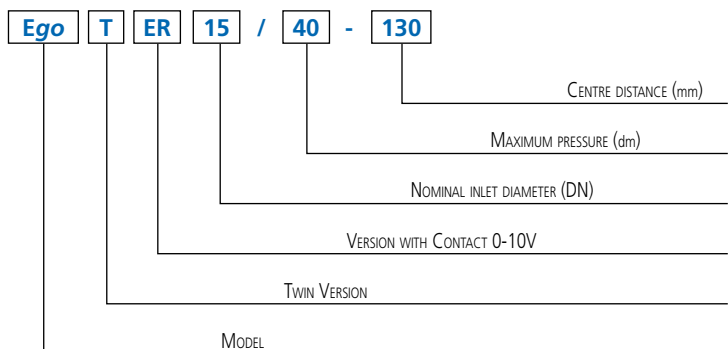 Ego T ER 15 / 40 - 130
Centre distance (mm)
Maximum pressure (dm)
Nominal inlet diameter (DN)
Version with Contact 0-10V
Twin Version
Model